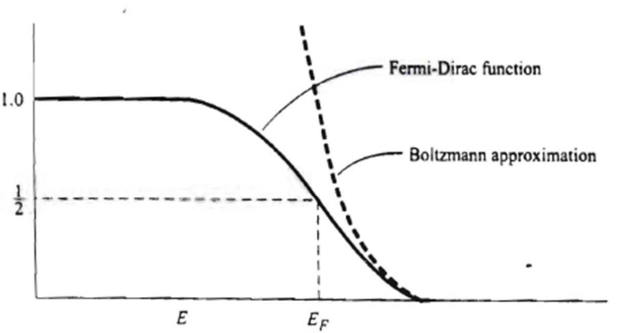 Fermi-Dirac function
1.0
Boltzmann approximation
1
2
E
E_F